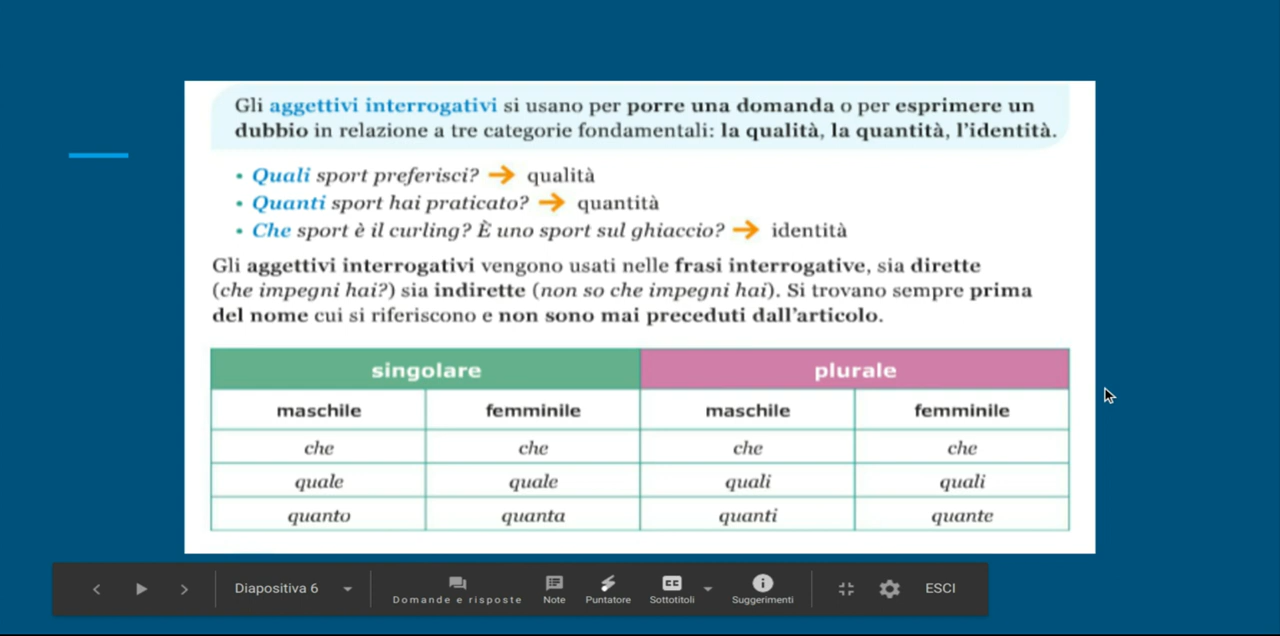 Gli aggettivi interrogativi si usano per porre una domanda o per esprimere un
dubbio in relazione a tre categorie fondamentali: la qualità, la quantità, l'identità.
• Quali sport preferisci? → qualità
• Quanti sport hai praticato? → quantità
• Che sport è il curling? È uno sport sul ghiaccio? → identità
Gli aggettivi interrogativi vengono usati nelle frasi interrogative, sia dirette
(che impegni hai?) sia indirette (non so che impegni hai). Si trovano sempre prima
del nome cui si riferiscono e non sono mai preceduti dall'articolo.
singolare plurale
maschile femminile maschile femminile
che che che che
quale quale quali quali
quanto quanta quanti quante
Diapositiva 6 Domande e risposte Note Puntatore CC Sottotitoli Suggerimenti ESCI